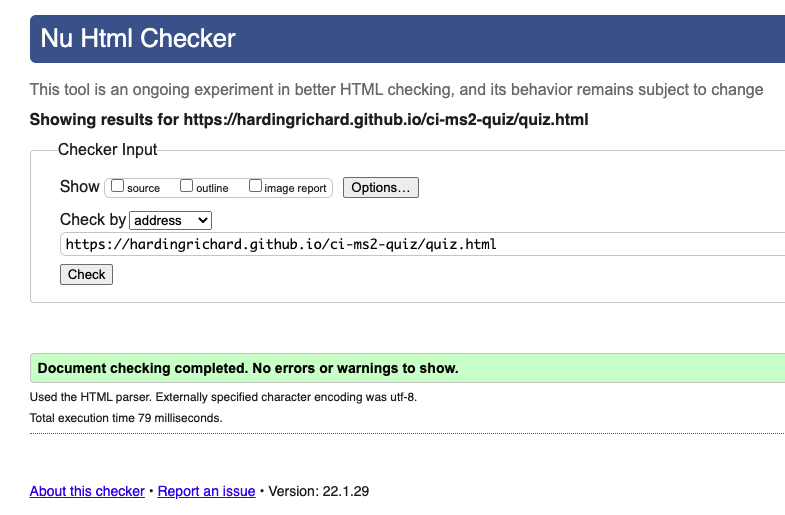 Nu Html Checker
This tool is an ongoing experiment in better HTML checking, and its behavior remains subject to change
Showing results for https://hardingrichard.github.io/ci-ms2-quiz/quiz.html
Checker Input
Show source outline image report Options...
Check by address
https://hardingrichard.github.io/ci-ms2-quiz/quiz.html
Check
Document checking completed. No errors or warnings to show.
Used the HTML parser. Externally specified character encoding was utf-8.
Total execution time 79 milliseconds.
About this checker • Report an issue • Version: 22.1.29